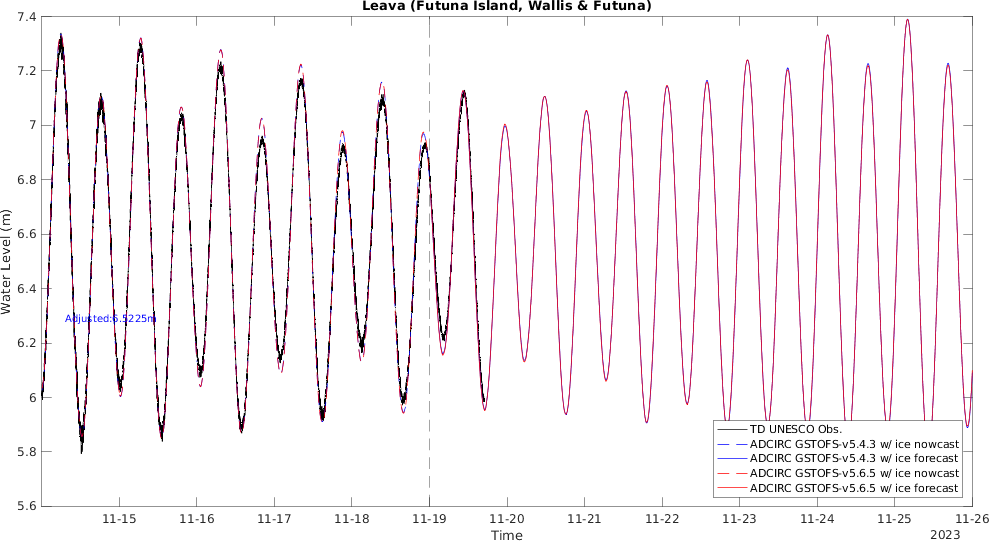 Leava (Futuna Island, Wallis & Futuna)
7.4
7.2
7
6.8
6.6
6.4
6.2
6
5.8
5.6
Water Level (m)
Adjusted:6.5225m
TD UNESCO Obs.
ADCIRC GSTOFS-v5.4.3 w/ ice nowcast
ADCIRC GSTOFS-v5.4.3 w/ ice forecast
ADCIRC GSTOFS-v5.6.5 w/ ice nowcast
ADCIRC GSTOFS-v5.6.5 w/ ice forecast
11-15 11-16 11-17 11-18 11-19 11-20 11-21 11-22 11-23 11-24 11-25 11-26
Time
2023